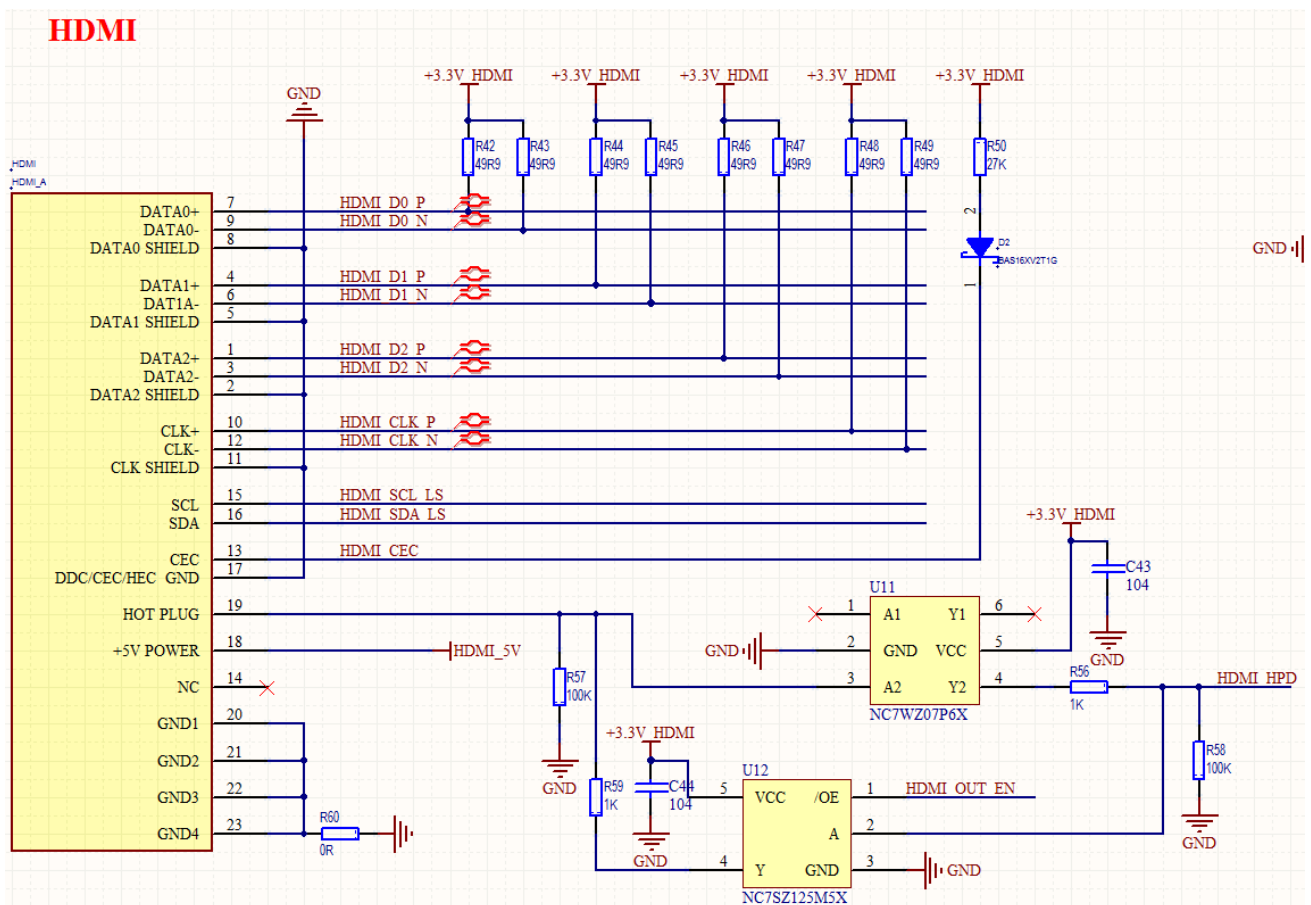 HDMI
+3.3V_HDMI +3.3V_HDMI +3.3V_HDMI +3.3V_HDMI +3.3V_HDMI
GND
R42 R43 R44 R45 R46 R47 R48 R49 R50
49R9 49R9 49R9 49R9 49R9 49R9 49R9 49R9 27K
HDMI
HDMI_A
DATA0+ 7 HDMI_D0_P
DATA0- 9 HDMI_D0_N
DATA0 SHIELD 8
2
D2
BAS16XV2T1G
1
GND
DATA1+ 4 HDMI_D1_P
DAT1A- 6 HDMI_D1_N
DATA1 SHIELD 5
DATA2+ 1 HDMI_D2_P
DATA2- 3 HDMI_D2_N
DATA2 SHIELD 2
CLK+ 10 HDMI_CLK_P
CLK- 12 HDMI_CLK_N
CLK SHIELD 11
SCL 15 HDMI_SCL_LS
SDA 16 HDMI_SDA_LS
CEC 13 HDMI_CEC
DDC/CEC/HEC GND 17
HOT PLUG 19
+5V POWER 18 HDMI_5V
NC 14
GND1 20
GND2 21
GND3 22
GND4 23
R60
0R
+3.3V_HDMI
C43
104
GND
U11
1 A1 Y1 6
GND 2 GND VCC 5
3 A2 Y2 4
NC7WZ07P6X
R56
1K
HDMI_HPD
R57
100K
GND
R58
100K
GND
+3.3V_HDMI
R59
1K
C44
104
GND
U12
5 VCC /OE 1 HDMI_OUT_EN
A 2
4 Y GND 3 GND
NC7SZ125M5X